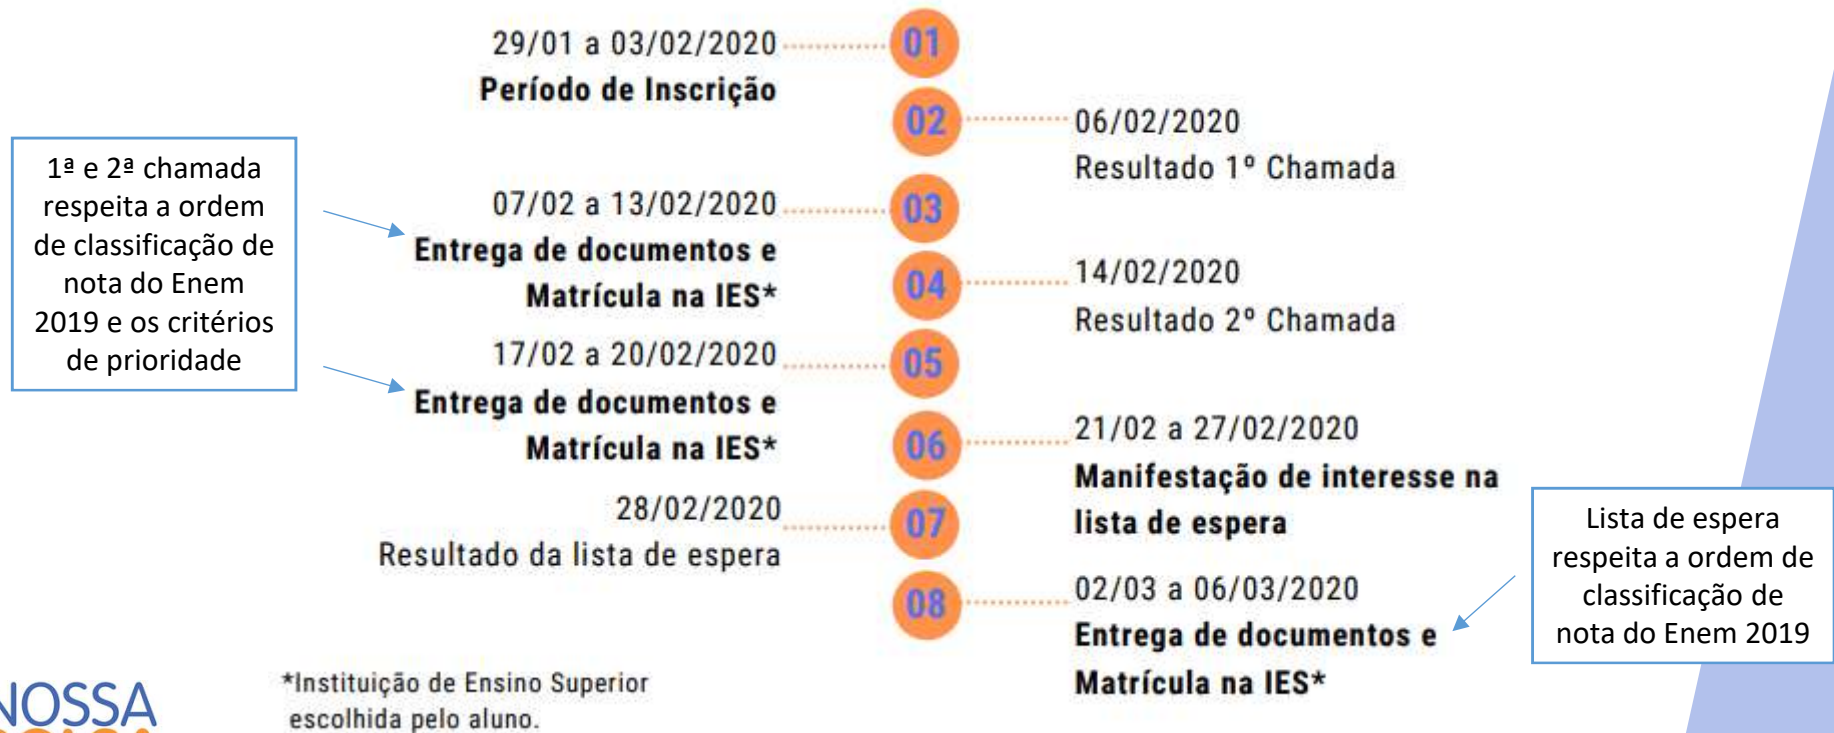 29/01 a 03/02/2020
Período de Inscrição
01
02
06/02/2020
Resultado 1º Chamada
1ª e 2ª chamada
respeita a ordem
de classificação de
nota do Enem
2019 e os critérios
de prioridade
07/02 a 13/02/2020
Entrega de documentos e
Matrícula na IES*
03
04
14/02/2020
Resultado 2º Chamada
17/02 a 20/02/2020
Entrega de documentos e
Matrícula na IES*
05
06
21/02 a 27/02/2020
Manifestação de interesse na
lista de espera
28/02/2020
Resultado da lista de espera
07
08
02/03 a 06/03/2020
Entrega de documentos e
Matrícula na IES*
Lista de espera
respeita a ordem de
classificação de
nota do Enem 2019
*Instituição de Ensino Superior
escolhida pelo aluno.
NOSSA